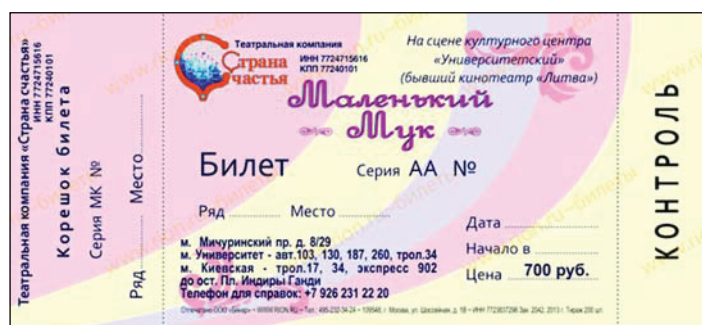 Театральная компания «Страна счастья»
ИНН 7724715616
КПП 77240101
Корешок билета
Серия МК №
Ряд Место
Театральная компания
Страна счастья
ИНН 7724715616
КПП 77240101
На сцене културного центра
«Университетский»
(бывший кинотеатр «Литва»)
Маленький
Мук
Билет Серия АА №
Ряд Место
Дата
Начало в
Цена 700 руб.
м. Мичуринский пр. д. 8/29
м. Университет - авт.103, 130, 187, 260, трол.34
м. Киевская - трол.17, 34, экспресс 902
до ост. Пл. Индиры Ганди
Телефон для справок: +7 926 231 22 20
КОНТРОЛЬ